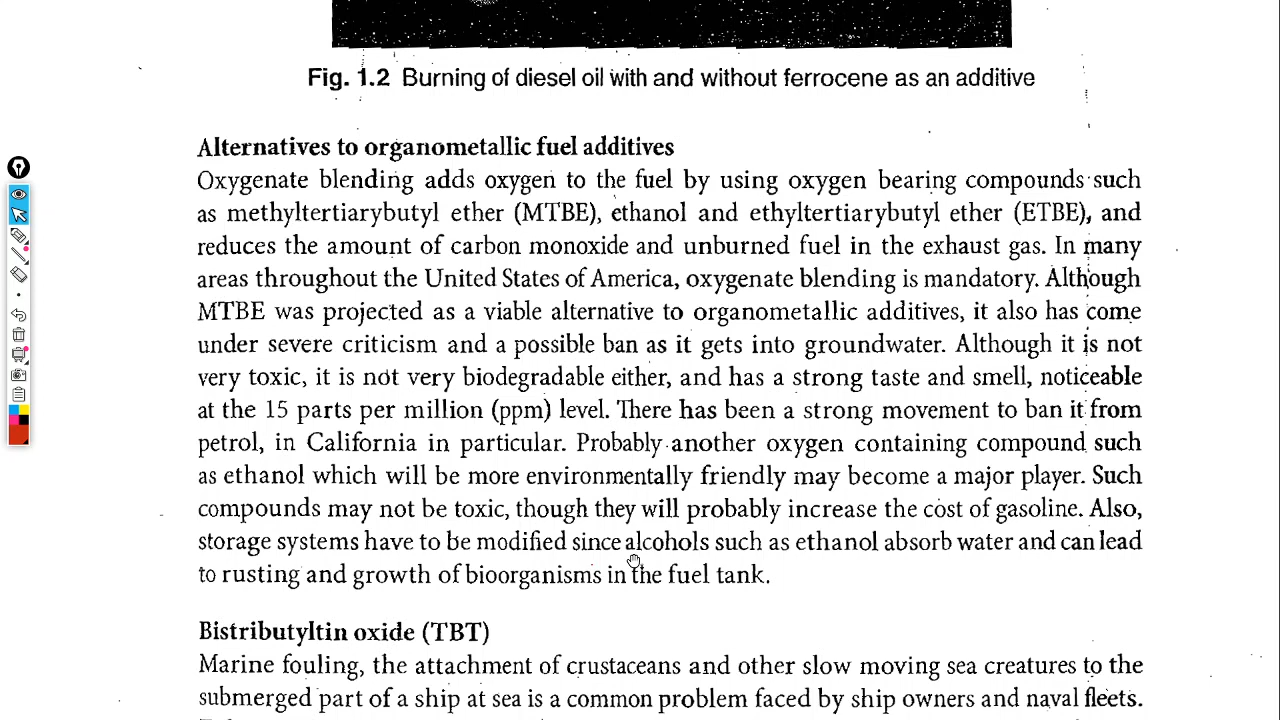 Fig. 1.2 Burning of diesel oil with and without ferrocene as an additive
Alternatives to organometallic fuel additives
Oxygenate blending adds oxygen to the fuel by using oxygen bearing compounds such
as methyltertiarybutyl ether (MTBE), ethanol and ethyltertiarybutyl ether (ETBE), and
reduces the amount of carbon monoxide and unburned fuel in the exhaust gas. In many
areas throughout the United States of America, oxygenate blending is mandatory. Although
MTBE was projected as a viable alternative to organometallic additives, it also has come
under severe criticism and a possible ban as it gets into groundwater. Although it is not
very toxic, it is not very biodegradable either, and has a strong taste and smell, noticeable
at the 15 parts per million (ppm) level. There has been a strong movement to ban it from
petrol, in California in particular. Probably another oxygen containing compound such
as ethanol which will be more environmentally friendly may become a major player. Such
compounds may not be toxic, though they will probably increase the cost of gasoline. Also,
storage systems have to be modified since alcohols such as ethanol absorb water and can lead
to rusting and growth of bioorganisms in the fuel tank.
Bistributyltin oxide (TBT)
Marine fouling, the attachment of crustaceans and other slow moving sea creatures to the
submerged part of a ship at sea is a common problem faced by ship owners and naval fleets.